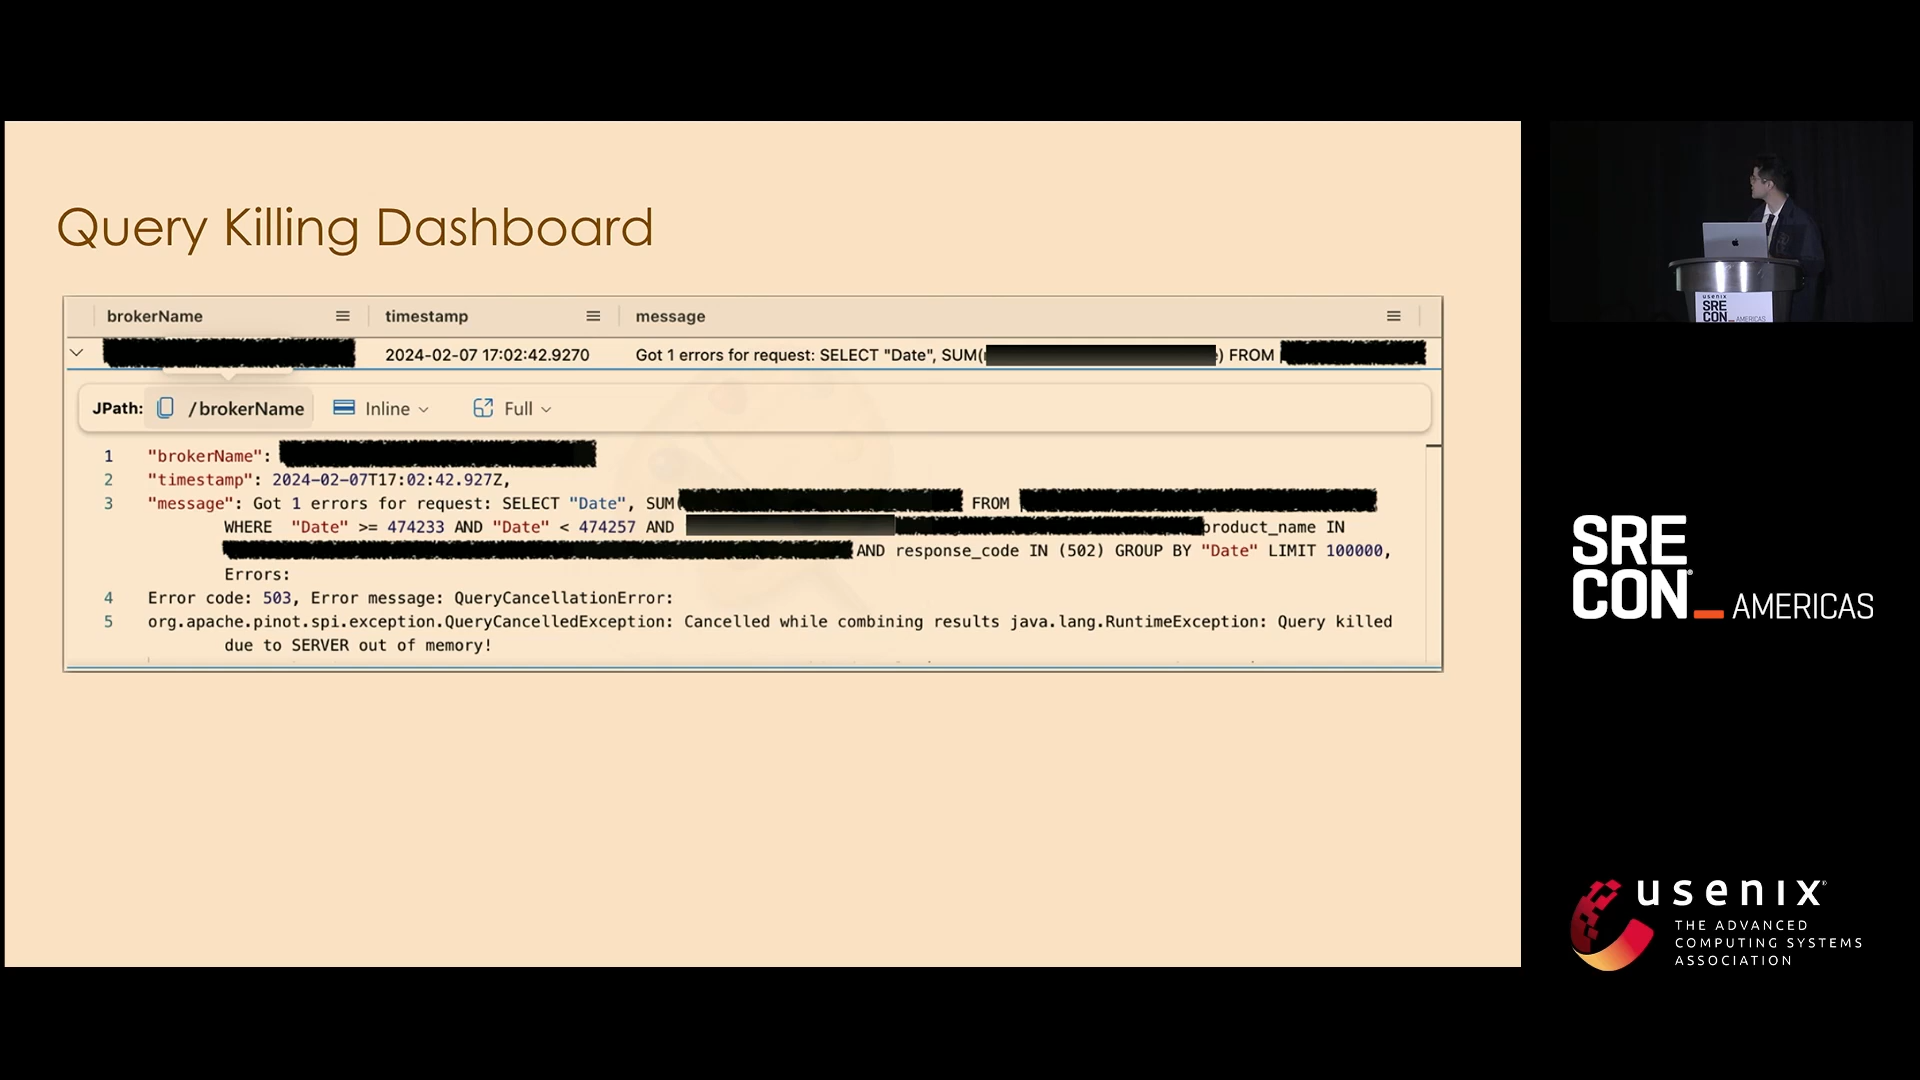 Query Killing Dashboard
brokerName timestamp message
2024-02-07 17:02:42.9270 Got 1 errors for request: SELECT "Date", SUM( ) FROM
JPath: /brokerName Inline Full
1 "brokerName":
2 "timestamp": 2024-02-07T17:02:42.927Z,
3 "message": Got 1 errors for request: SELECT "Date", SUM FROM
WHERE "Date" >= 474233 AND "Date" < 474257 AND product_name IN
AND response_code IN (502) GROUP BY "Date" LIMIT 100000,
Errors:
4 Error code: 503, Error message: QueryCancellationError:
5 org.apache.pinot.spi.exception.QueryCancelledException: Cancelled while combining results java.lang.RuntimeException: Query killed
due to SERVER out of memory!
usenix
SRE
CON_AMERICAS
SRE
CON_AMERICAS
usenix
THE ADVANCED
COMPUTING SYSTEMS
ASSOCIATION